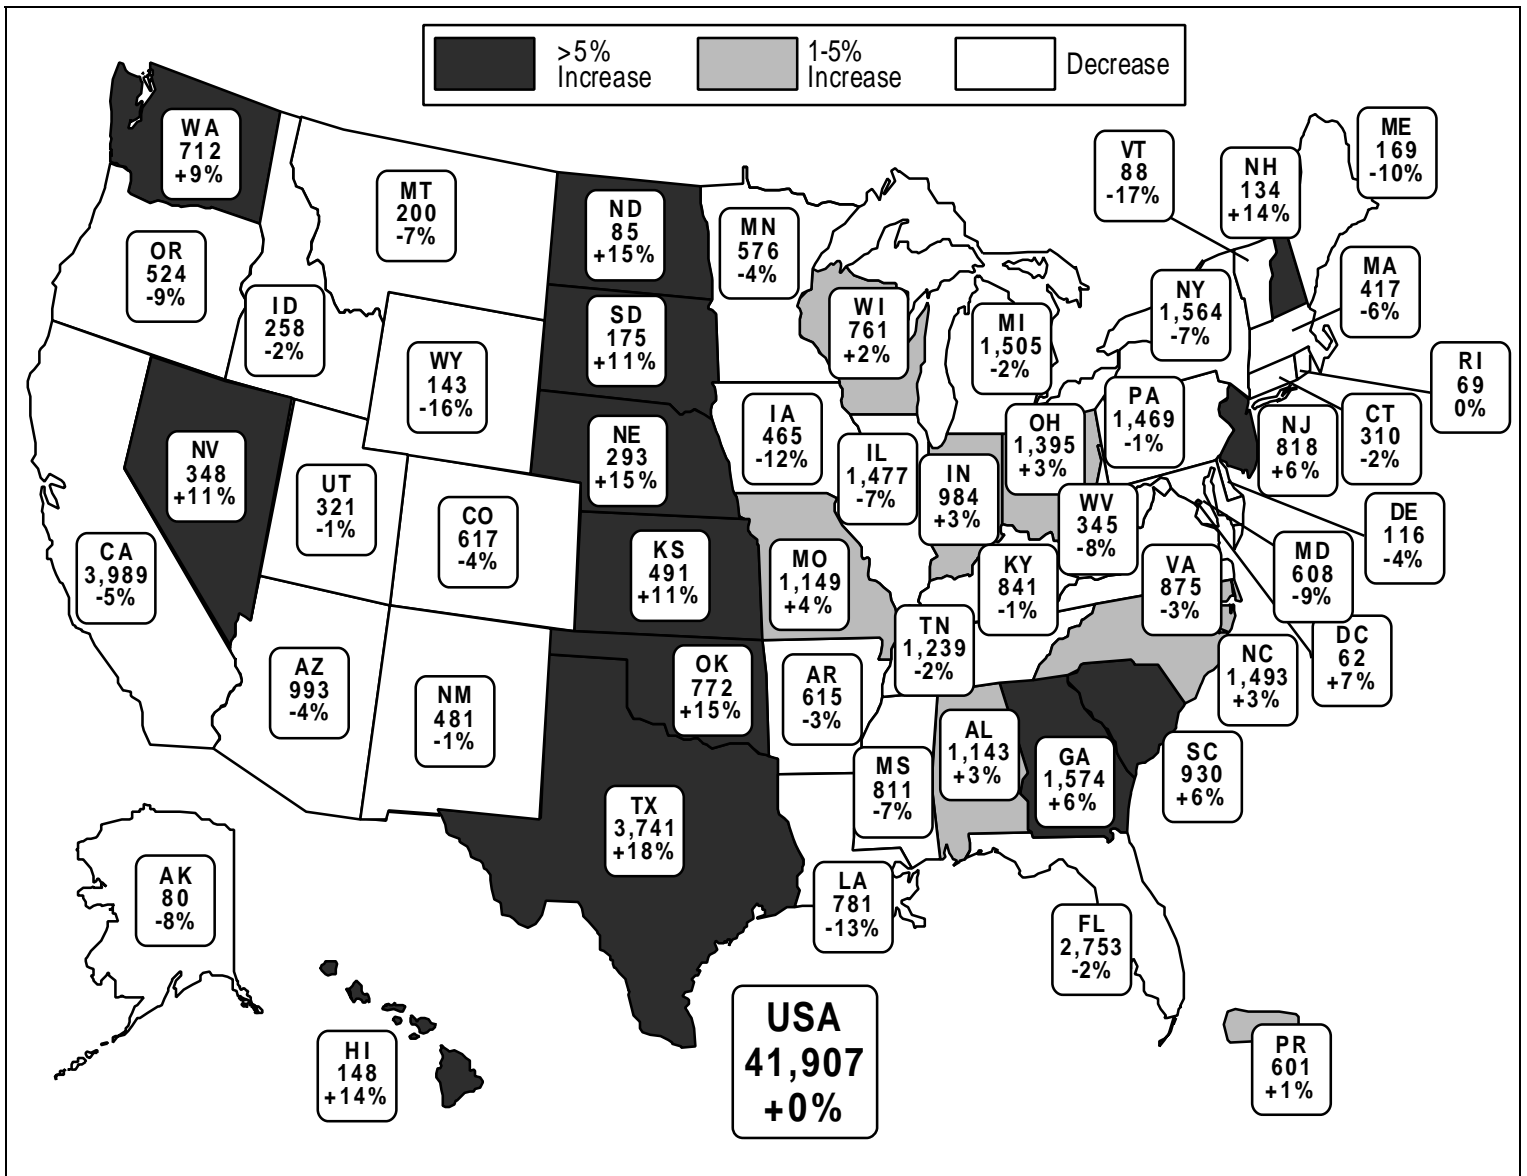 >5%
Increase
1-5%
Increase
Decrease
WA
712
+9%
MT
200
-7%
ND
85
+15%
MN
576
-4%
VT
88
-17%
NH
134
+14%
ME
169
-10%
OR
524
-9%
ID
258
-2%
WY
143
-16%
SD
175
+11%
WI
761
+2%
MI
1,505
-2%
NY
1,564
-7%
MA
417
-6%
RI
69
0%
NV
348
+11%
UT
321
-1%
CO
617
-4%
NE
293
+15%
IA
465
-12%
IL
1,477
-7%
IN
984
+3%
OH
1,395
+3%
PA
1,469
-1%
NJ
818
+6%
CT
310
-2%
CA
3,989
-5%
KS
491
+11%
MO
1,149
+4%
KY
841
-1%
WV
345
-8%
VA
875
-3%
MD
608
-9%
DE
116
-4%
DC
62
+7%
AZ
993
-4%
NM
481
-1%
OK
772
+15%
AR
615
-3%
TN
1,239
-2%
NC
1,493
+3%
TX
3,741
+18%
MS
811
-7%
AL
1,143
+3%
GA
1,574
+6%
SC
930
+6%
AK
80
-8%
LA
781
-13%
FL
2,753
-2%
HI
148
+14%
USA
41,907
+0%
PR
601
+1%